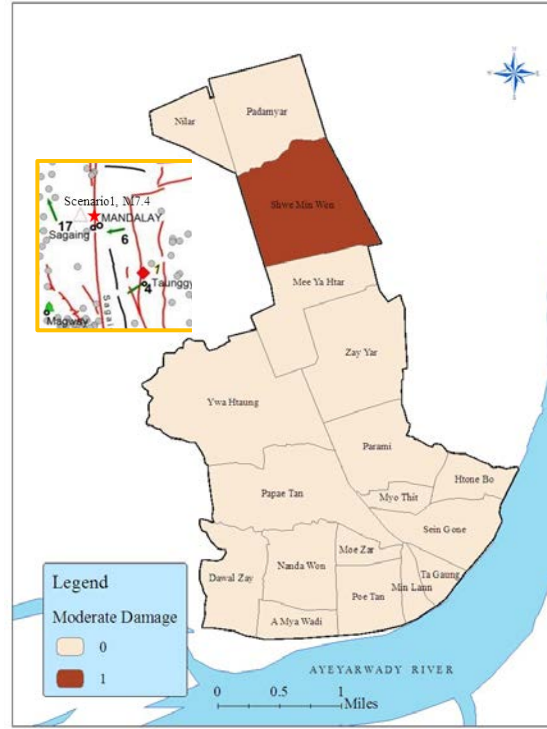 Padamyar
Nilar
Scenario1, M7.4
MANDALAY
17
Sagaing
6
Taunggy
4
Sagai
Magway
Shwe Min Won
Mee Ya Htar
Zay Yar
Ywa Htaung
Parami
Htone Bo
Myo Thit
Papae Tan
Sein Gone
Moe Zar
Nanda Won
Ta Gaung
Dawal Zay
Min Lann
Poe Tan
A Mya Wadi
Legend
Moderate Damage
0
1
AYEYARWADY RIVER
0 0.5 1
Miles